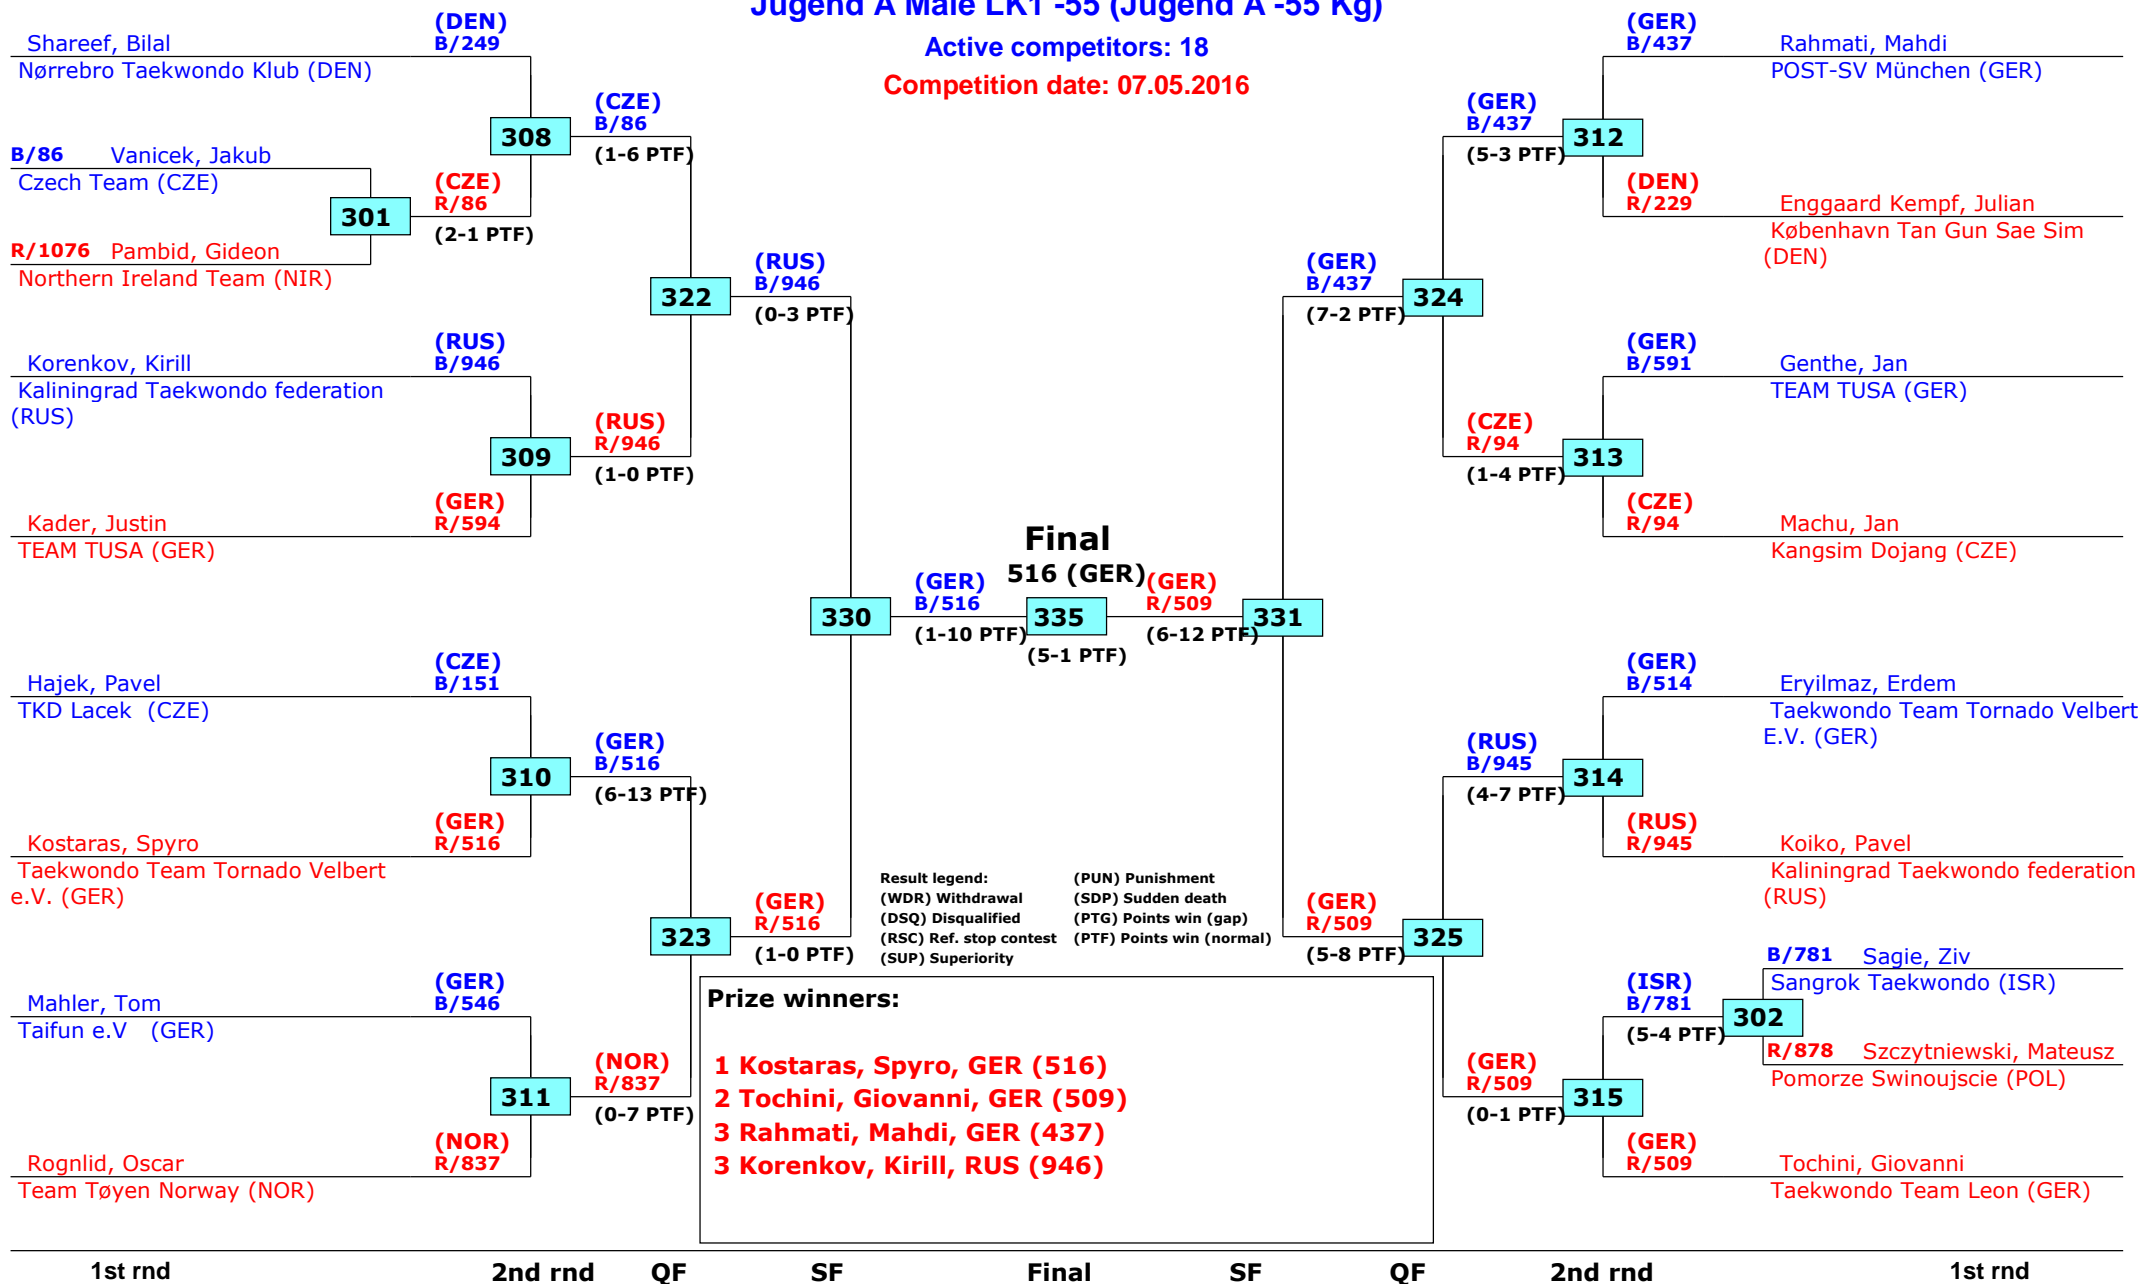 Jugend A Male LK1 -55 (Jugend A -55 Kg)
Active competitors: 18
Competition date: 07.05.2016
Shareef, Bilal
Nørrebro Taekwondo Klub (DEN)
(DEN)
B/249
B/86 Vanicek, Jakub
Czech Team (CZE)
R/1076 Pambid, Gideon
Northern Ireland Team (NIR)
301
(CZE)
R/86
(2-1 PTF)
308
(CZE)
B/86
(1-6 PTF)
Korenkov, Kirill
Kaliningrad Taekwondo federation
(RUS)
(RUS)
B/946
Kader, Justin
TEAM TUSA (GER)
(GER)
R/594
309
(RUS)
R/946
(1-0 PTF)
322
(RUS)
B/946
(0-3 PTF)
Hajek, Pavel
TKD Lacek (CZE)
(CZE)
B/151
Kostaras, Spyro
Taekwondo Team Tornado Velbert
e.V. (GER)
(GER)
R/516
310
(GER)
B/516
(6-13 PTF)
Mahler, Tom
Taifun e.V (GER)
(GER)
B/546
Rognlid, Oscar
Team Tøyen Norway (NOR)
(NOR)
R/837
311
(NOR)
R/837
(0-7 PTF)
323
(GER)
R/516
(1-0 PTF)
330
(GER)
B/516
(1-10 PTF)
Final
516 (GER)
335
(5-1 PTF)
(GER)
R/509
(6-12 PTF)
331
(GER)
B/437
Rahmati, Mahdi
POST-SV München (GER)
(DEN)
R/229
Enggaard Kempf, Julian
København Tan Gun Sae Sim
(DEN)
312
(GER)
B/437
(5-3 PTF)
(GER)
B/591
Genthe, Jan
TEAM TUSA (GER)
(CZE)
R/94
Machu, Jan
Kangsim Dojang (CZE)
313
(CZE)
R/94
(1-4 PTF)
324
(GER)
B/437
(7-2 PTF)
(GER)
B/514
Eryilmaz, Erdem
Taekwondo Team Tornado Velbert
E.V. (GER)
(RUS)
R/945
Koiko, Pavel
Kaliningrad Taekwondo federation
(RUS)
314
(RUS)
B/945
(4-7 PTF)
B/781 Sagie, Ziv
Sangrok Taekwondo (ISR)
R/878 Szczytniewski, Mateusz
Pomorze Swinoujscie (POL)
302
(ISR)
B/781
(5-4 PTF)
(GER)
R/509
Tochini, Giovanni
Taekwondo Team Leon (GER)
315
(GER)
R/509
(0-1 PTF)
325
(GER)
R/509
(5-8 PTF)
Result legend: (PUN) Punishment
(WDR) Withdrawal (SDP) Sudden death
(DSQ) Disqualified (PTG) Points win (gap)
(RSC) Ref. stop contest (PTF) Points win (normal)
(SUP) Superiority
Prize winners:
1 Kostaras, Spyro, GER (516)
2 Tochini, Giovanni, GER (509)
3 Rahmati, Mahdi, GER (437)
3 Korenkov, Kirill, RUS (946)
1st rnd 2nd rnd QF SF Final SF QF 2nd rnd 1st rnd